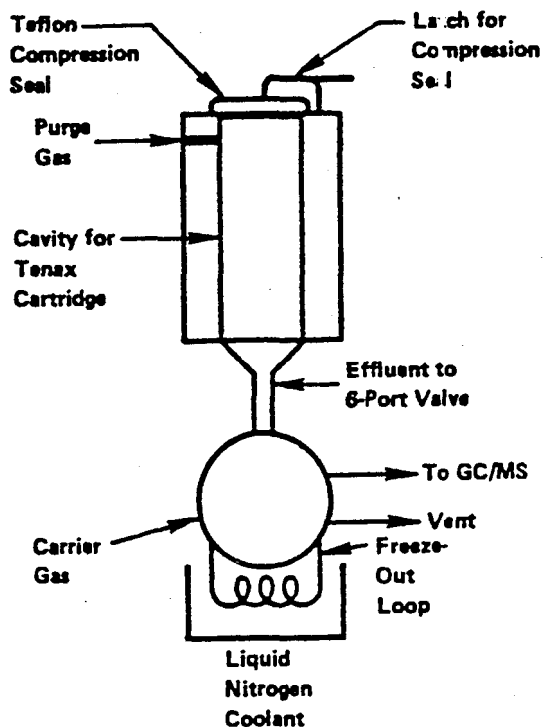 Teflon
Compression
Seal
Latch for
Compression
Seal
Purge
Gas
Cavity for
Tenax
Cartridge
Effluent to
6-Port Valve
To GC/MS
Vent
Carrier
Gas
Freeze-
Out
Loop
Liquid
Nitrogen
Coolant